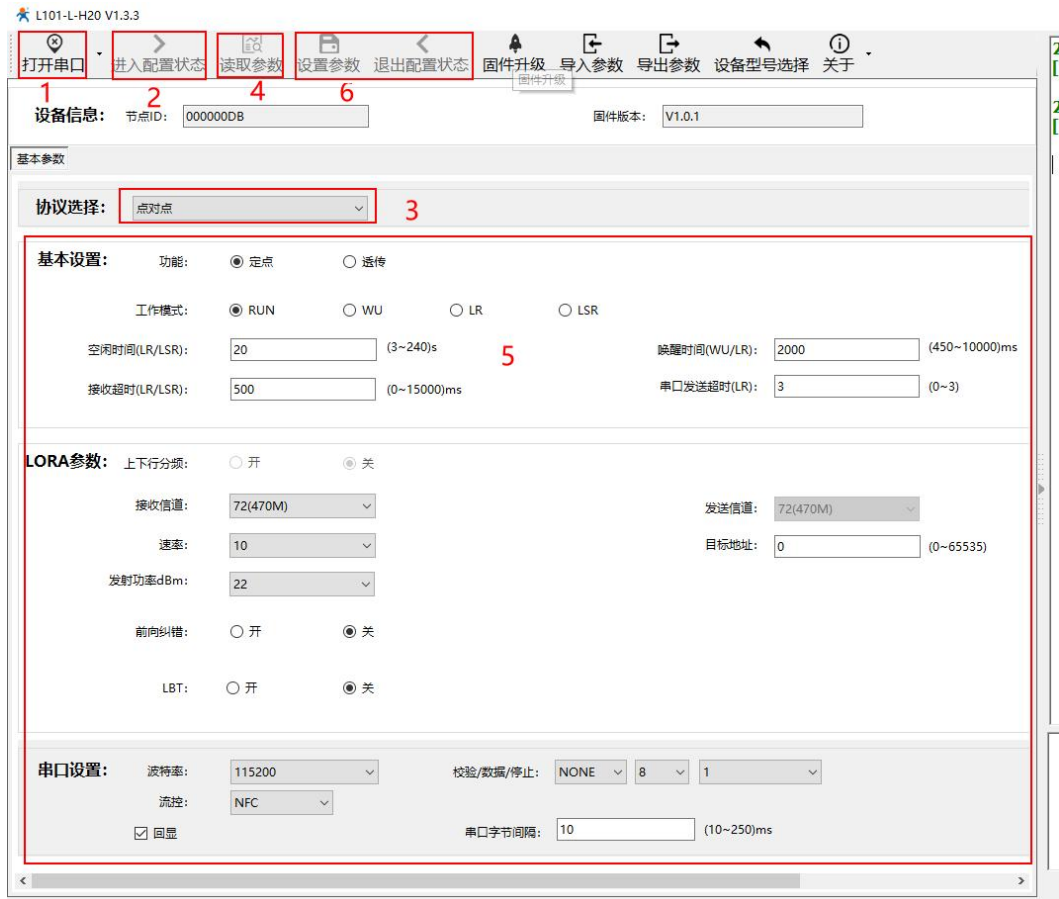 L101-L-H20 V1.3.3
打开串口 进入配置状态 读取参数 设置参数 退出配置状态 固件升级 导入参数 导出参数 设备型号选择 关于
固件升级
1 2 4 6
设备信息: 节点ID: 000000DB 固件版本: V1.0.1
基本参数
协议选择: 点对点 3
基本设置: 功能: 定点 透传
工作模式: RUN WU LR LSR
空闲时间(LR/LSR): 20 (3~240)s 5 唤醒时间(WU/LR): 2000 (450~10000)ms
接收超时(LR/LSR): 500 (0~15000)ms 串口发送超时(LR): 3 (0~3)
LORA参数: 上下行分频: 开 关
接收信道: 72(470M) 发送信道: 72(470M)
速率: 10 目标地址: 0 (0~65535)
发射功率dBm: 22
前向纠错: 开 关
LBT: 开 关
串口设置: 波特率: 115200 校验/数据/停止: NONE 8 1
流控: NFC
回显 串口字节间隔: 10 (10~250)ms